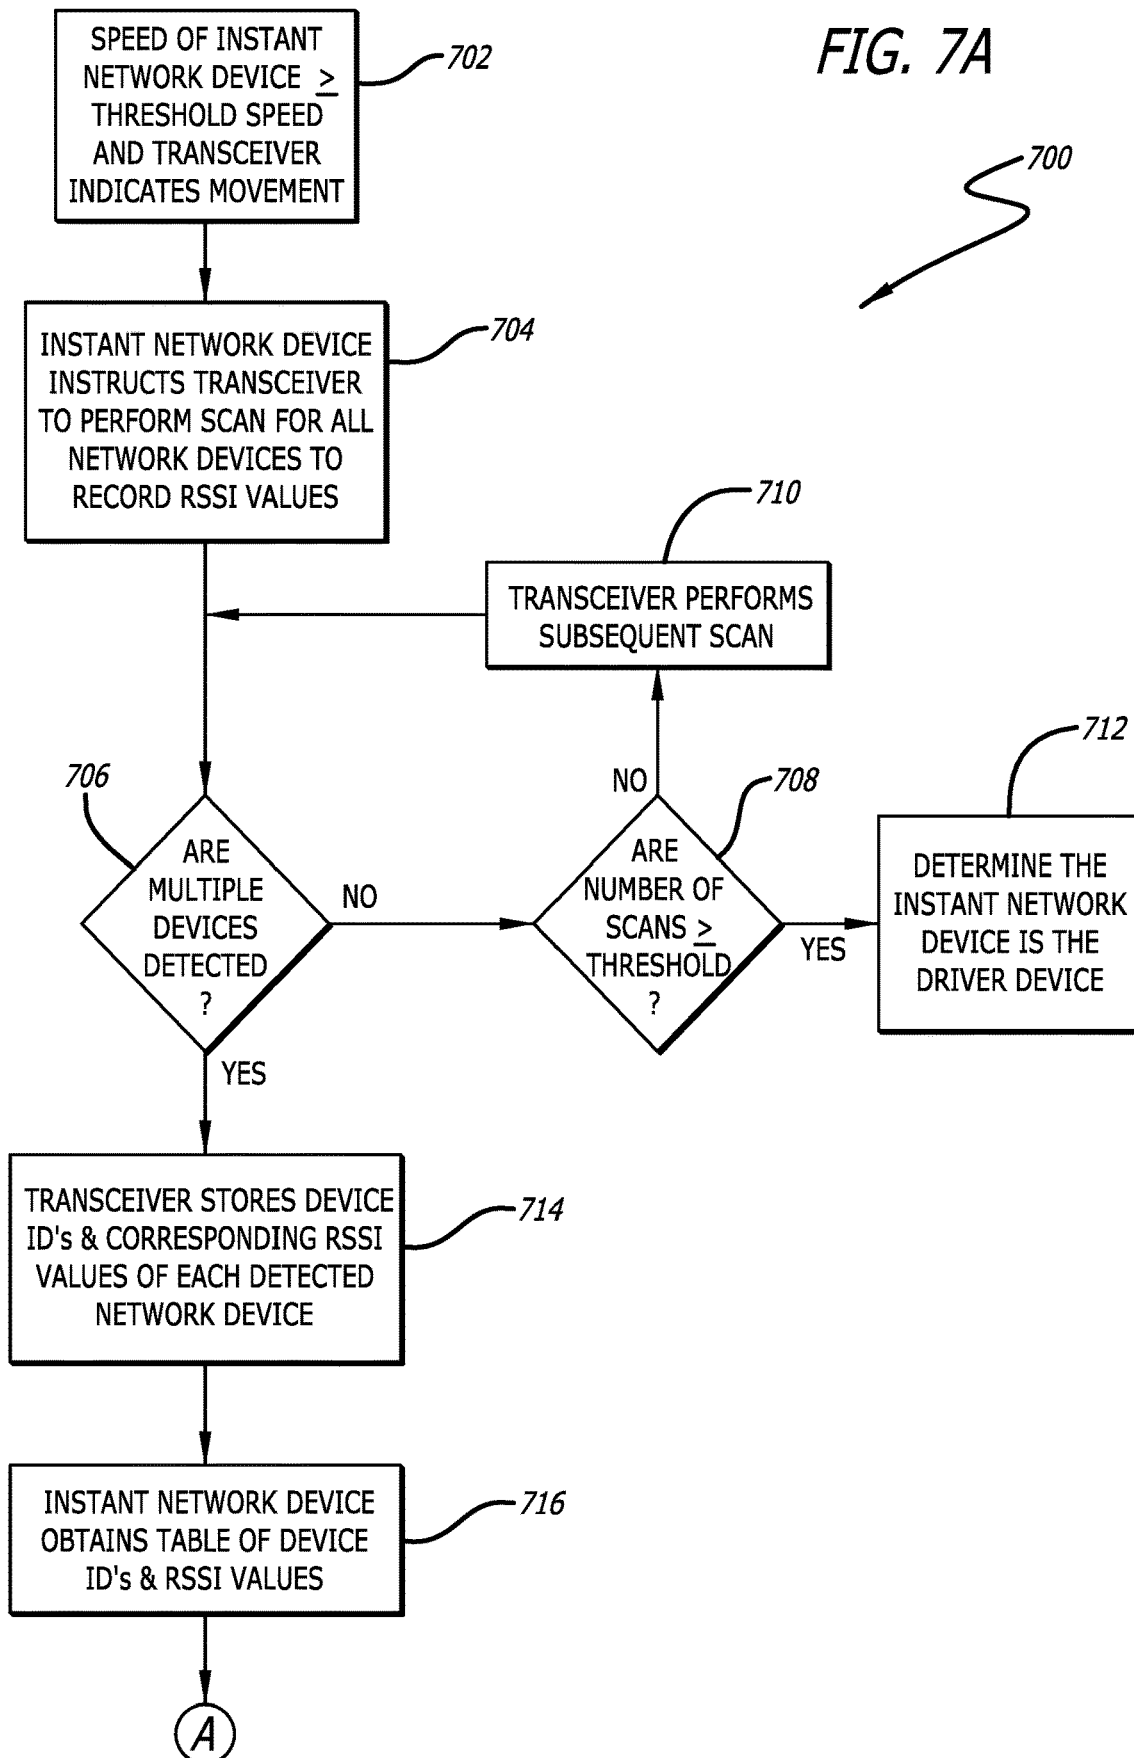 FIG. 7A
700
SPEED OF INSTANT
NETWORK DEVICE ≥
THRESHOLD SPEED
AND TRANSCEIVER
INDICATES MOVEMENT
702
INSTANT NETWORK DEVICE
INSTRUCTS TRANSCEIVER
TO PERFORM SCAN FOR ALL
NETWORK DEVICES TO
RECORD RSSI VALUES
704
710
TRANSCEIVER PERFORMS
SUBSEQUENT SCAN
706
ARE
MULTIPLE
DEVICES
DETECTED
?
NO
YES
NO
708
ARE
NUMBER OF
SCANS ≥
THRESHOLD
?
YES
712
DETERMINE THE
INSTANT NETWORK
DEVICE IS THE
DRIVER DEVICE
TRANSCEIVER STORES DEVICE
ID's & CORRESPONDING RSSI
VALUES OF EACH DETECTED
NETWORK DEVICE
714
INSTANT NETWORK DEVICE
OBTAINS TABLE OF DEVICE
ID's & RSSI VALUES
716
A